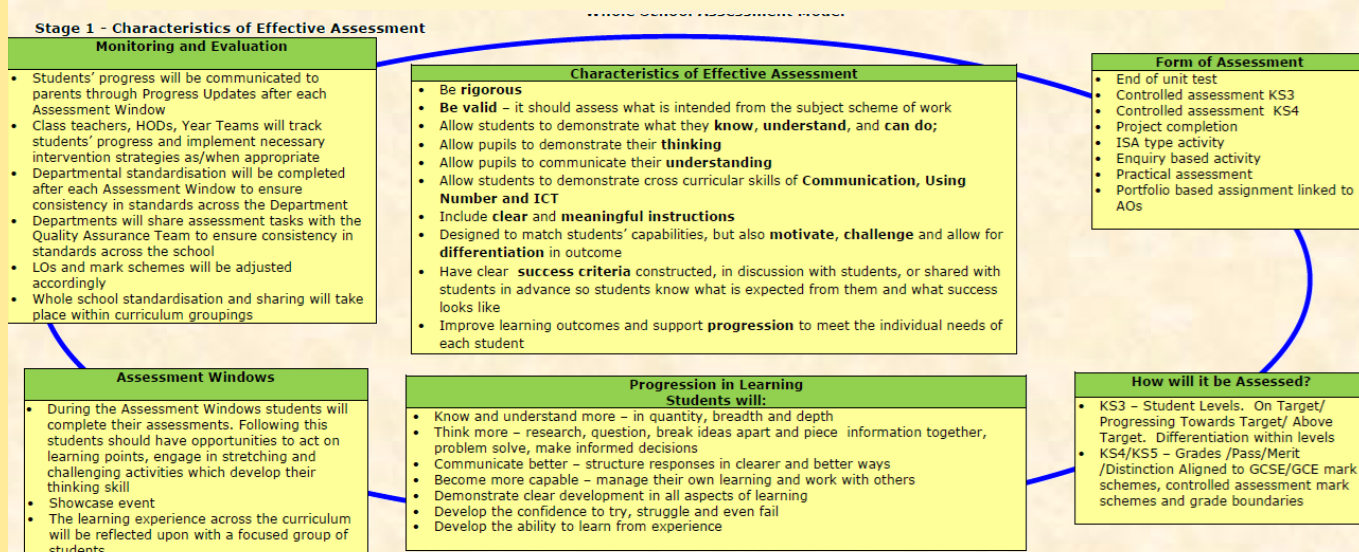 Whole School Assessment Model
Stage 1 - Characteristics of Effective Assessment
Monitoring and Evaluation
• Students' progress will be communicated to
parents through Progress Updates after each
Assessment Window
• Class teachers, HODs, Year Teams will track
students' progress and implement necessary
intervention strategies as/when appropriate
• Departmental standardisation will be completed
after each Assessment Window to ensure
consistency in standards across the Department
• Departments will share assessment tasks with the
Quality Assurance Team to ensure consistency in
standards across the school
• LOs and mark schemes will be adjusted
accordingly
• Whole school standardisation and sharing will take
place within curriculum groupings
Characteristics of Effective Assessment
• Be rigorous
• Be valid – it should assess what is intended from the subject scheme of work
• Allow students to demonstrate what they know, understand, and can do;
• Allow pupils to demonstrate their thinking
• Allow pupils to communicate their understanding
• Allow students to demonstrate cross curricular skills of Communication, Using
Number and ICT
• Include clear and meaningful instructions
• Designed to match students' capabilities, but also motivate, challenge and allow for
differentiation in outcome
• Have clear success criteria constructed, in discussion with students, or shared with
students in advance so students know what is expected from them and what success
looks like
• Improve learning outcomes and support progression to meet the individual needs of
each student
Form of Assessment
• End of unit test
• Controlled assessment KS3
• Controlled assessment KS4
• Project completion
• ISA type activity
• Enquiry based activity
• Practical assessment
• Portfolio based assignment linked to
AOs
Assessment Windows
• During the Assessment Windows students will
complete their assessments. Following this
students should have opportunities to act on
learning points, engage in stretching and
challenging activities which develop their
thinking skill
• Showcase event
• The learning experience across the curriculum
will be reflected upon with a focused group of
students
Progression in Learning
Students will:
• Know and understand more – in quantity, breadth and depth
• Think more – research, question, break ideas apart and piece information together,
problem solve, make informed decisions
• Communicate better – structure responses in clearer and better ways
• Become more capable – manage their own learning and work with others
• Demonstrate clear development in all aspects of learning
• Develop the confidence to try, struggle and even fail
• Develop the ability to learn from experience
How will it be Assessed?
• KS3 – Student Levels. On Target/
Progressing Towards Target/ Above
Target. Differentiation within levels
• KS4/KS5 – Grades /Pass/Merit
/Distinction Aligned to GCSE/GCE mark
schemes, controlled assessment mark
schemes and grade boundaries